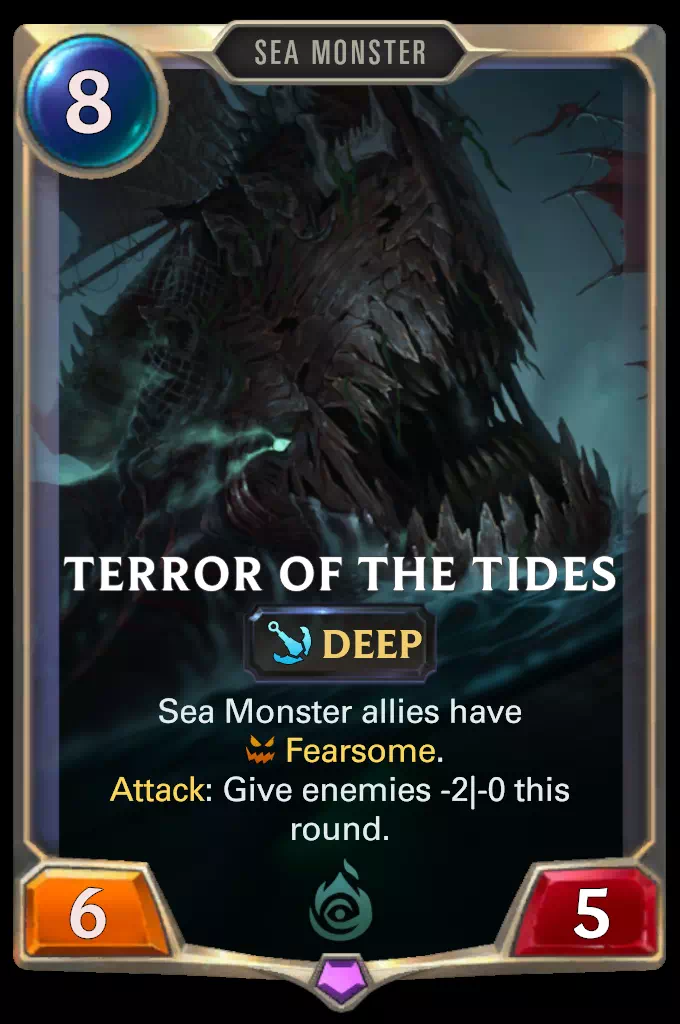 SEA MONSTER
8
TERROR OF THE TIDES
DEEP
Sea Monster allies have
Fearsome.
Attack: Give enemies -2|-0 this
round.
6
5